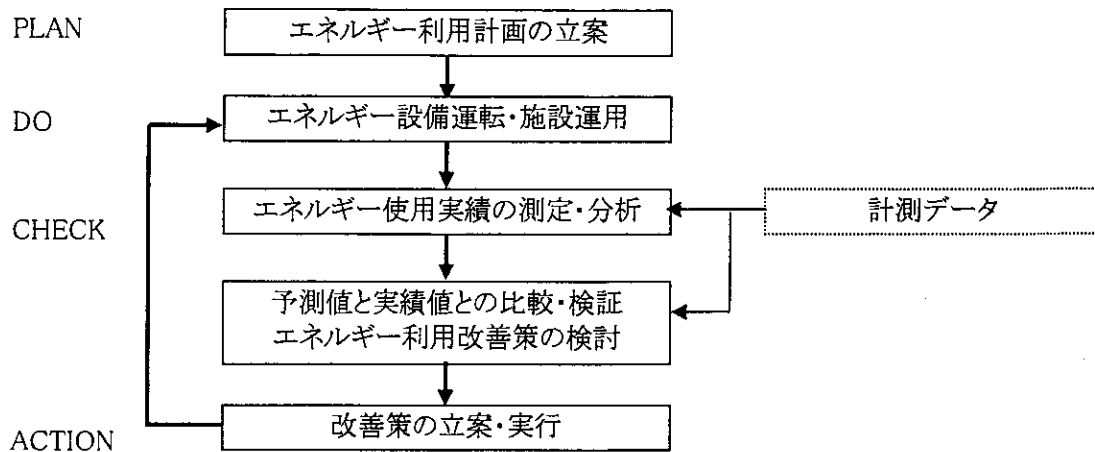 PLAN
エネルギー利用計画の立案
DO
エネルギー設備運転・施設運用
CHECK
エネルギー使用実績の測定・分析
計測データ
予測値と実績値との比較・検証
エネルギー利用改善策の検討
ACTION
改善策の立案・実行